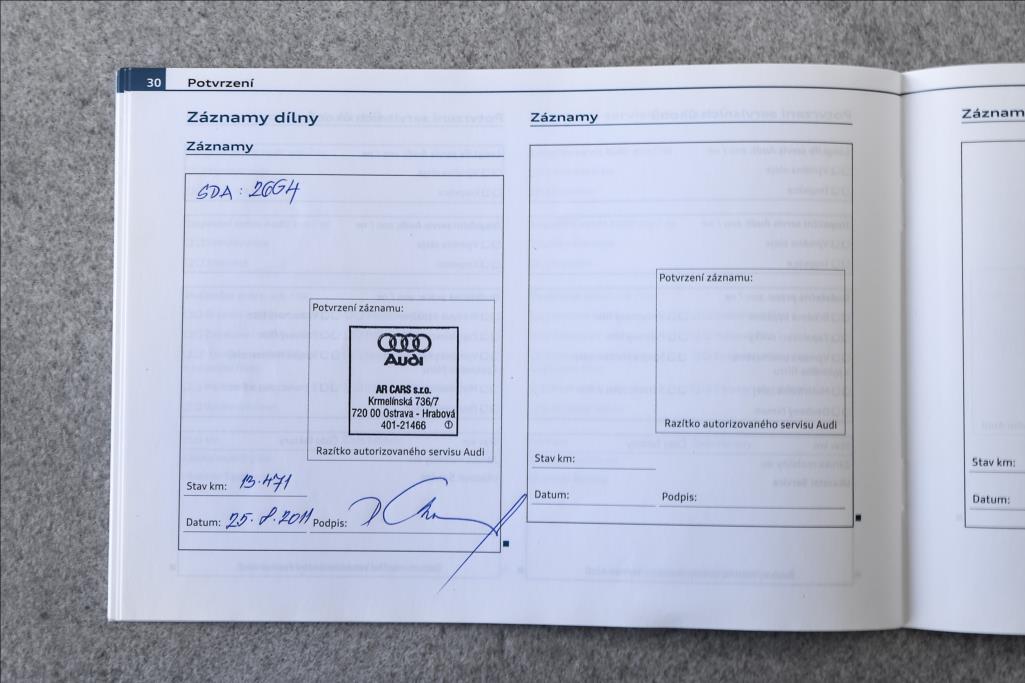 30 Potvrzení
Záznamy dílny
Záznamy
SDA: 26G4
Potvrzení záznamu:
Audi
AR CARS s.r.o.
Krmelínská 736/7
720 00 Ostrava - Hrabová
401-21466 ①
Razítko autorizovaného servisu Audi
Stav km: 13.471
Datum: 25.8.2011 Podpis:
Záznamy
Potvrzení záznamu:
Razítko autorizovaného servisu Audi
Stav km:
Datum: Podpis:
Záznam
Stav km:
Datum: